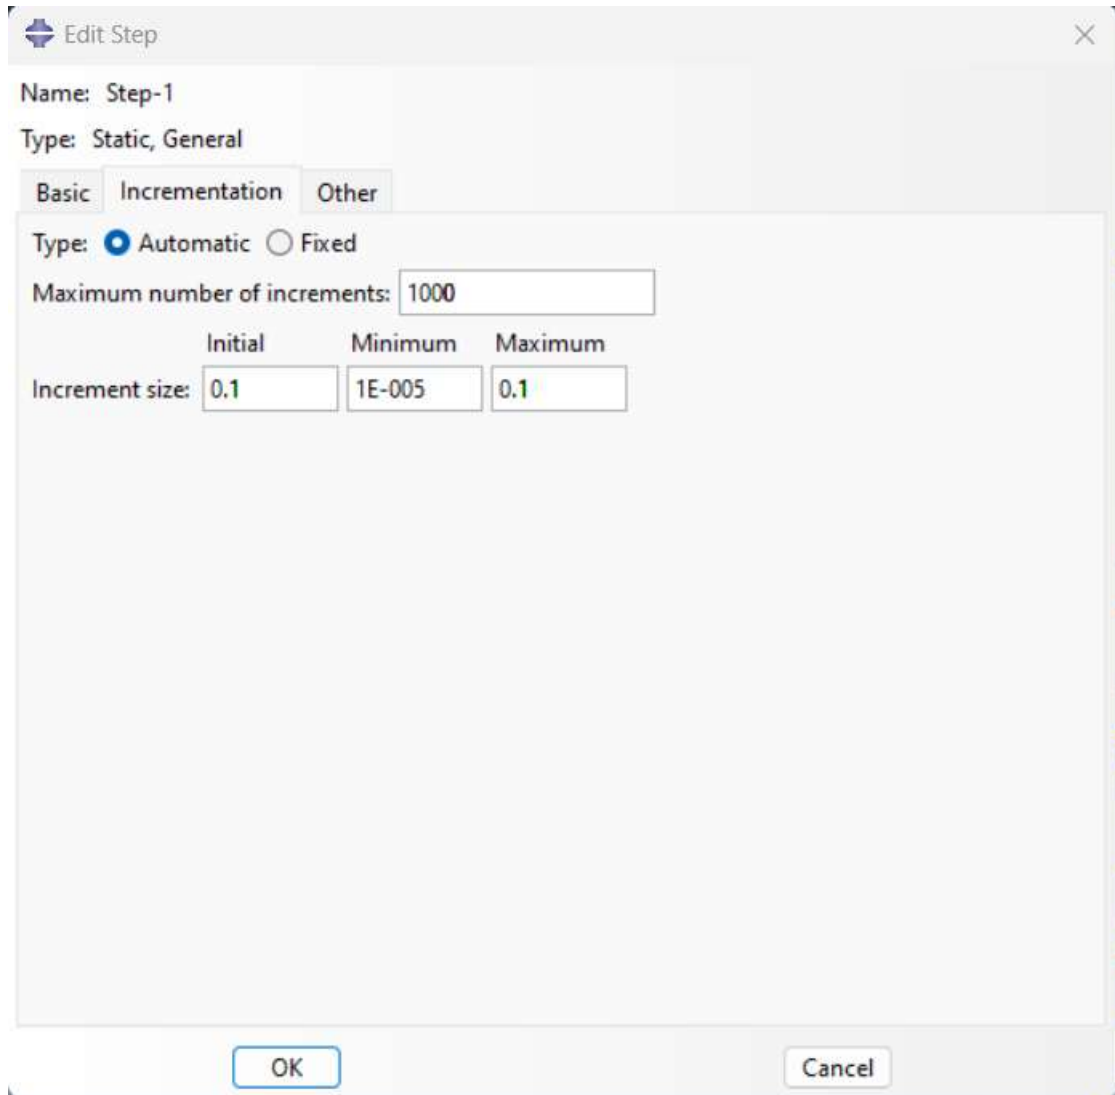 Edit Step
Name: Step-1
Type: Static, General
Basic Incrementation Other
Type: Automatic Fixed
Maximum number of increments: 1000
Initial Minimum Maximum
Increment size: 0.1 1E-005 0.1
OK Cancel